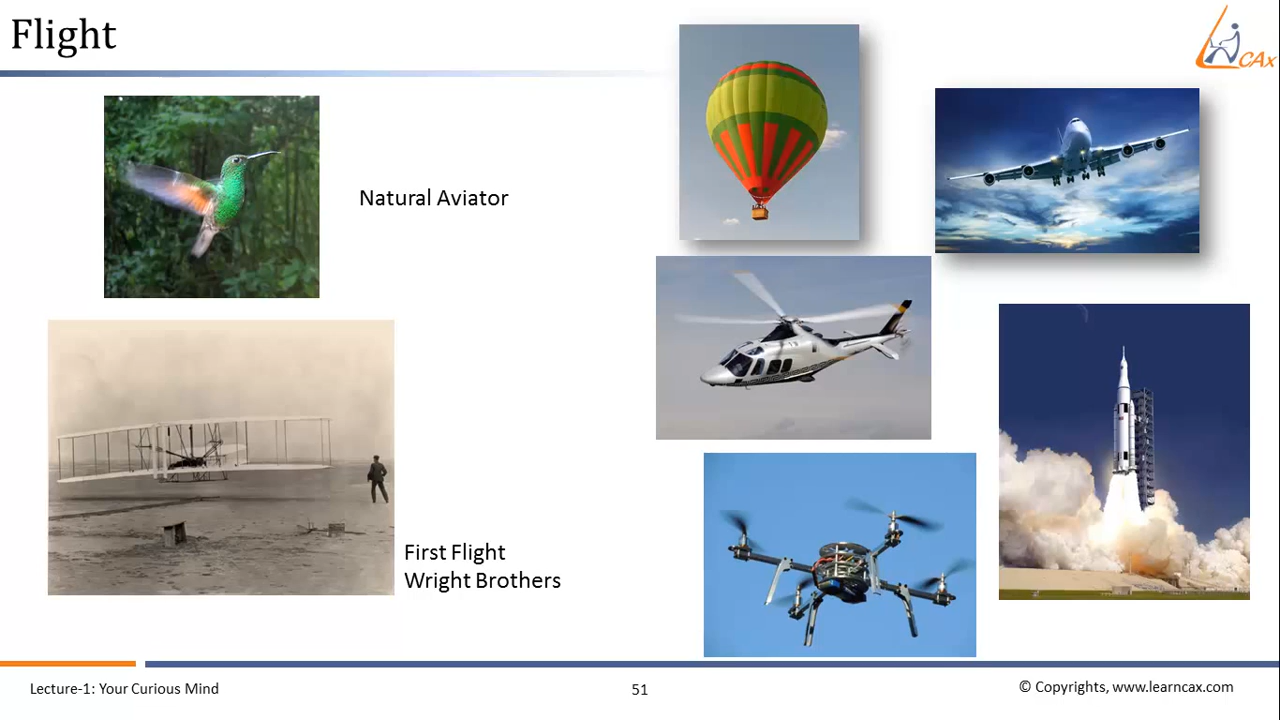 Flight
CAx
Natural Aviator
First Flight
Wright Brothers
Lecture-1: Your Curious Mind
51
© Copyrights, www.learncax.com